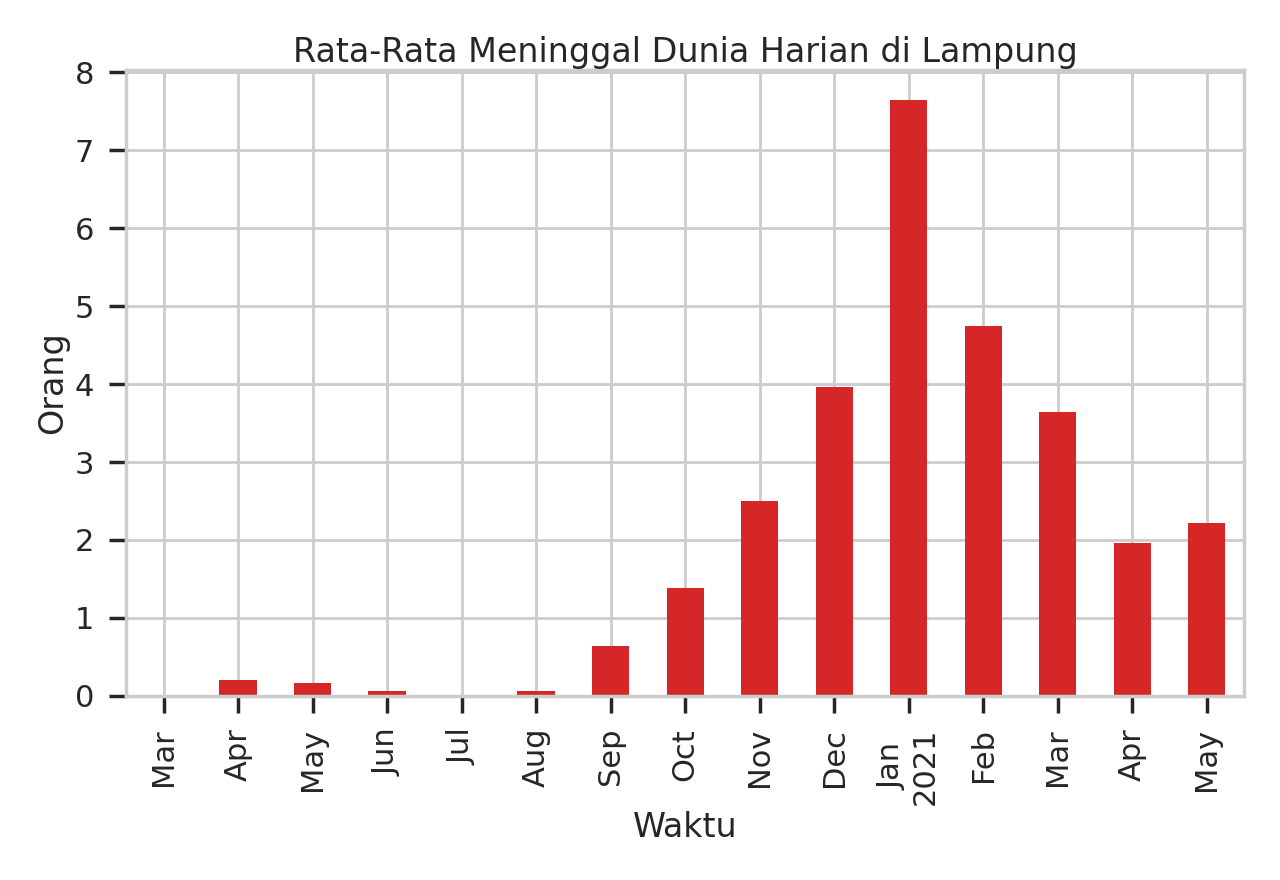 Rata-Rata Meninggal Dunia Harian di Lampung
8
7
6
5
4
3
2
1
0
Orang
Mar
Apr
May
Jun
Jul
Aug
Sep
Oct
Nov
Dec
Jan
2021
Feb
Mar
Apr
May
Waktu